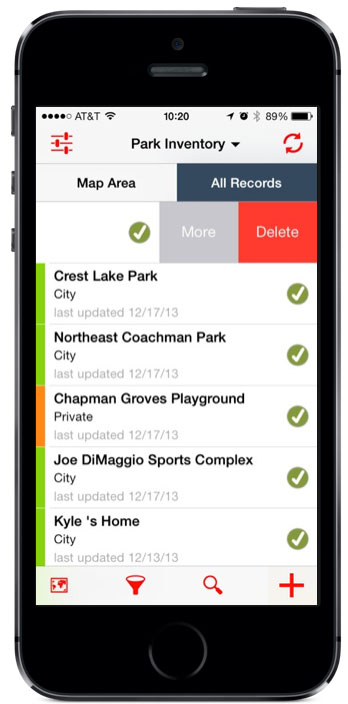 AT&T 10:20 89%
Park Inventory
Map Area All Records
More Delete
Crest Lake Park
City
last updated 12/17/13
Northeast Coachman Park
City
last updated 12/17/13
Chapman Groves Playground
Private
last updated 12/17/13
Joe DiMaggio Sports Complex
City
last updated 12/17/13
Kyle 's Home
City
last updated 12/13/13